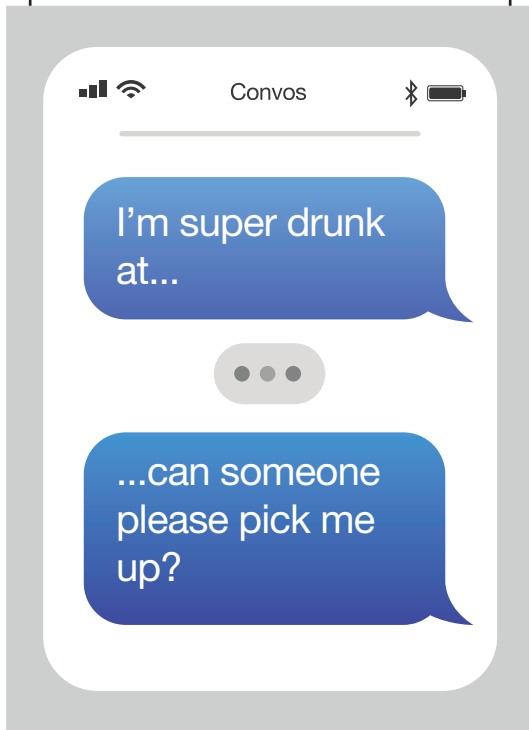 Convos
I’m super drunk
at...
...can someone
please pick me
up?